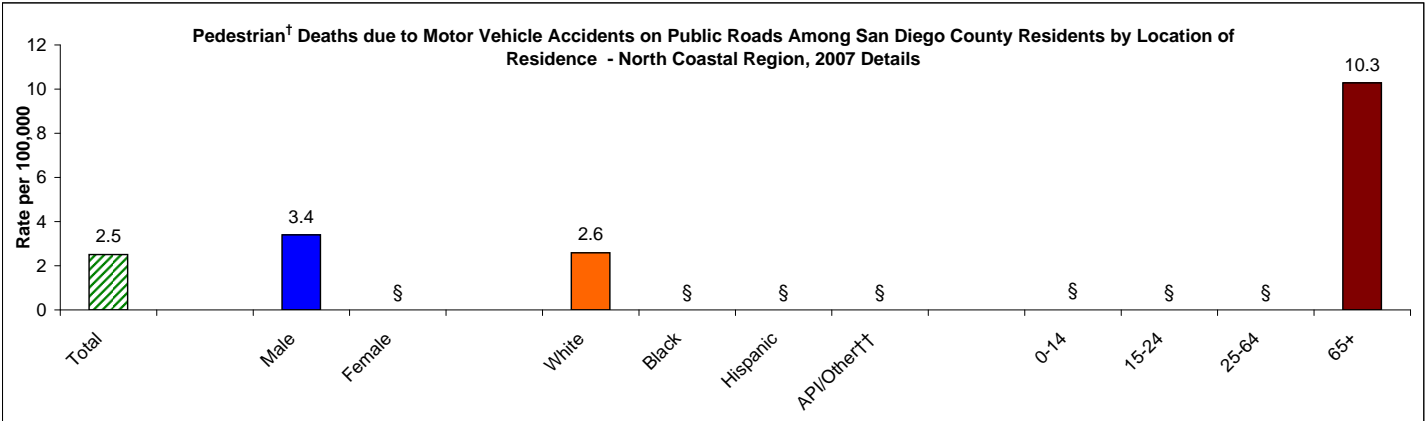 Pedestrian† Deaths due to Motor Vehicle Accidents on Public Roads Among San Diego County Residents by Location of
Residence - North Coastal Region, 2007 Details
Rate per 100,000
12
10
8
6
4
2
0
2.5
3.4
§
2.6
§
§
§
§
§
§
10.3
Total
Male
Female
White
Black
Hispanic
API/Other††
0-14
15-24
25-64
65+